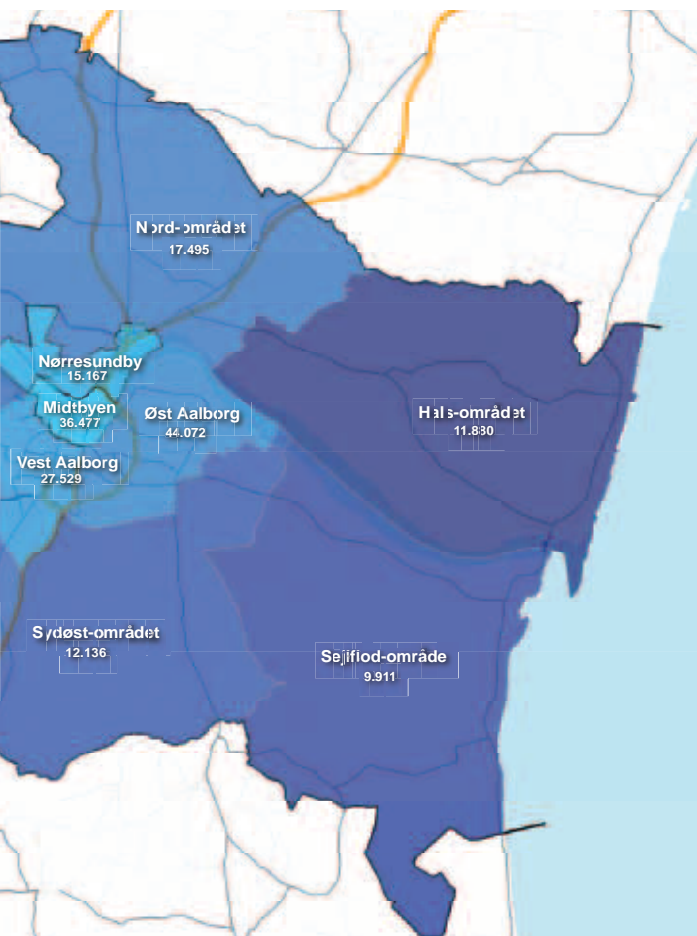 Nord-området
17.495
Nørresundby
15.167
Midtbyen
36.477
Øst Aalborg
44.072
Hals-området
11.880
Vest Aalborg
27.529
Sydøst-området
12.136
Sejlflod-område
9.911